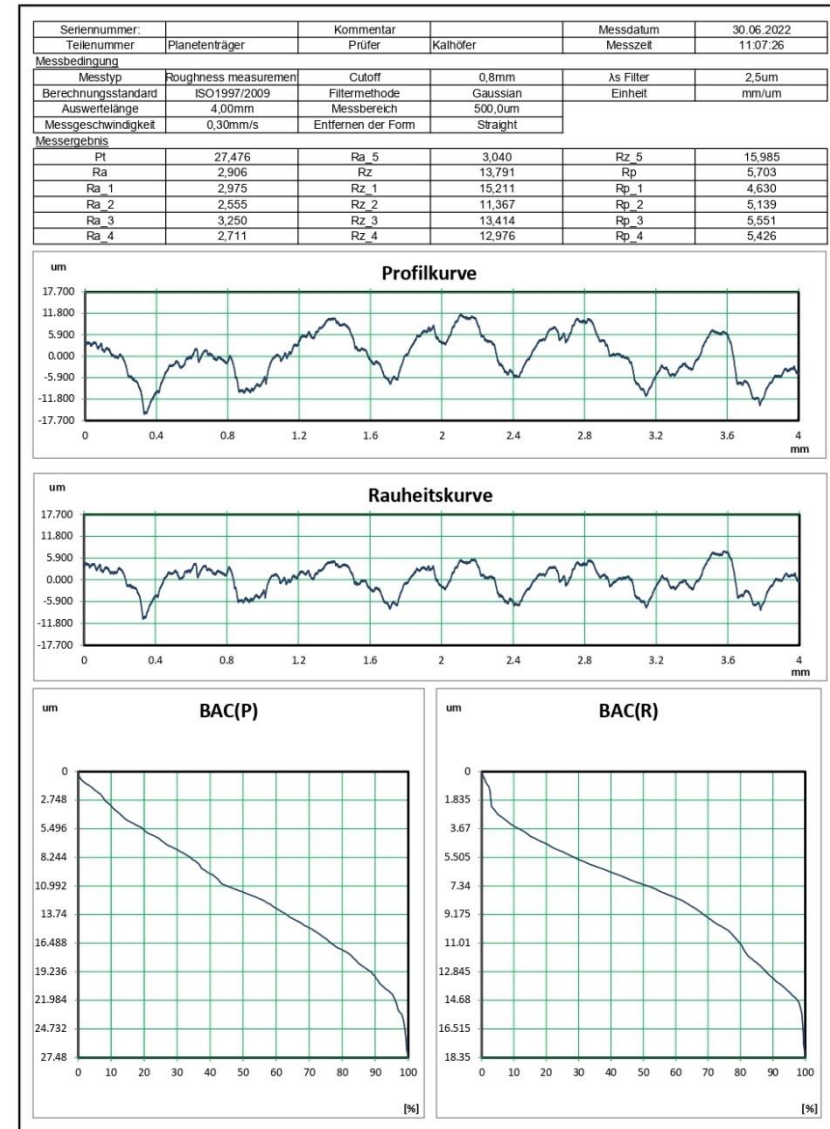 Seriennummer: Kommentar Messdatum 30.06.2022
Teilenummer Planetenträger Prüfer Kalhöfer Messzeit 11:07:26
Messbedingung
Messtyp Roughness measuremen Cutoff 0,8mm λs Filter 2,5um
Berechnungsstandard ISO1997/2009 Filtermethode Gaussian Einheit mm/um
Auswertelänge 4,00mm Messbereich 500,0um
Messgeschwindigkeit 0,30mm/s Entfernen der Form Straight
Messergebnis
Pt 27,476 Ra_5 3,040 Rz_5 15,985
Ra 2,906 Rz 13,791 Rp 5,703
Ra_1 2,975 Rz_1 15,211 Rp_1 4,630
Ra_2 2,555 Rz_2 11,367 Rp_2 5,139
Ra_3 3,250 Rz_3 13,414 Rp_3 5,551
Ra_4 2,711 Rz_4 12,976 Rp_4 5,426
um
Profilkurve
17.700
11.800
5.900
0.000
-5.900
-11.800
-17.700
0 0.4 0.8 1.2 1.6 2 2.4 2.8 3.2 3.6 4
mm
um
Rauheitskurve
17.700
11.800
5.900
0.000
-5.900
-11.800
-17.700
0 0.4 0.8 1.2 1.6 2 2.4 2.8 3.2 3.6 4
mm
um
BAC(P)
0
2.748
5.496
8.244
10.992
13.74
16.488
19.236
21.984
24.732
27.48
0 10 20 30 40 50 60 70 80 90 100
[%]
um
BAC(R)
0
1.835
3.67
5.505
7.34
9.175
11.01
12.845
14.68
16.515
18.35
0 10 20 30 40 50 60 70 80 90 100
[%]